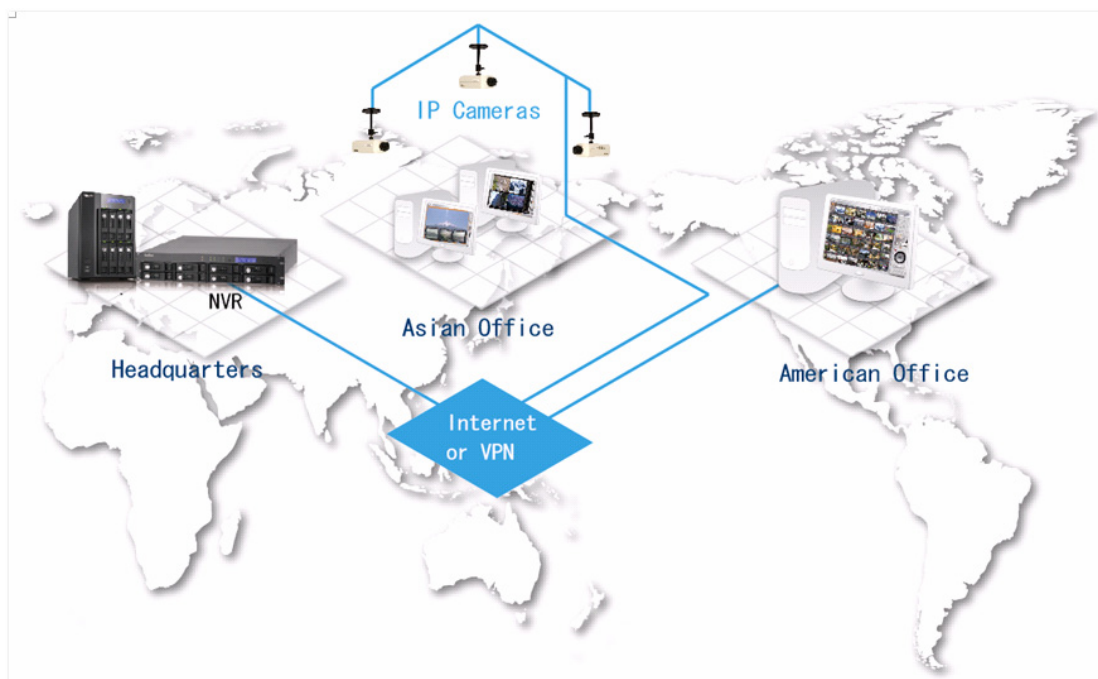 IP Cameras
NVR
Asian Office
Headquarters
American Office
Internet
or VPN